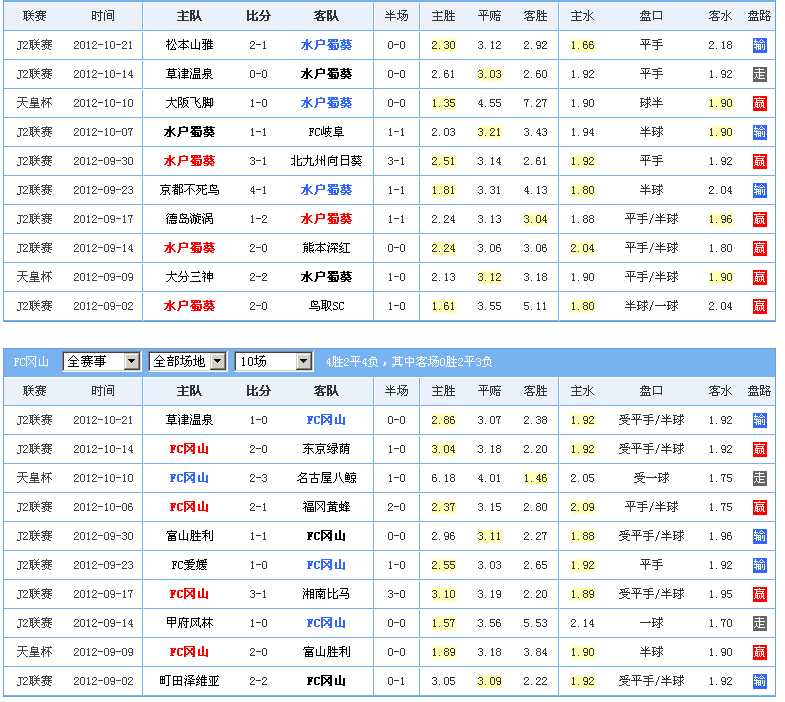 联赛 时间 主队 比分 客队 半场 主胜 平赔 客胜 主水 盘口 客水 盘路
J2联赛 2012-10-21 松本山雅 2-1 水户蜀葵 0-0 2.30 3.12 2.92 1.66 平手 2.18 输
J2联赛 2012-10-14 草津温泉 0-0 水户蜀葵 0-0 2.61 3.03 2.60 1.92 平手 1.92 走
天皇杯 2012-10-10 大阪飞脚 1-0 水户蜀葵 0-0 1.35 4.55 7.27 1.90 球半 1.90 赢
J2联赛 2012-10-07 水户蜀葵 1-1 FC岐阜 1-1 2.03 3.21 3.43 1.94 半球 1.90 输
J2联赛 2012-09-30 水户蜀葵 3-1 北九州向日葵 3-1 2.51 3.14 2.61 1.92 平手 1.92 赢
J2联赛 2012-09-23 京都不死鸟 4-1 水户蜀葵 1-1 1.81 3.31 4.13 1.80 半球 2.04 输
J2联赛 2012-09-17 德岛漩涡 1-2 水户蜀葵 1-1 2.24 3.13 3.04 1.88 平手/半球 1.96 赢
J2联赛 2012-09-14 水户蜀葵 2-0 熊本深红 0-0 2.24 3.06 3.06 2.04 平手/半球 1.80 赢
天皇杯 2012-09-09 大分三神 2-2 水户蜀葵 1-0 2.13 3.12 3.18 1.90 平手/半球 1.90 赢
J2联赛 2012-09-02 水户蜀葵 2-0 鸟取SC 1-0 1.61 3.55 5.11 1.80 半球/一球 2.04 赢
FC冈山 全赛事 全部场地 10场 4胜2平4负，其中客场0胜2平3负
联赛 时间 主队 比分 客队 半场 主胜 平赔 客胜 主水 盘口 客水 盘路
J2联赛 2012-10-21 草津温泉 1-0 FC冈山 0-0 2.86 3.07 2.38 1.92 受平手/半球 1.92 输
J2联赛 2012-10-14 FC冈山 2-0 东京绿荫 1-0 3.04 3.18 2.20 1.92 受平手/半球 1.92 赢
天皇杯 2012-10-10 FC冈山 2-3 名古屋八鲸 1-0 6.18 4.01 1.46 2.05 受一球 1.75 走
J2联赛 2012-10-06 FC冈山 2-1 福冈黄蜂 2-0 2.37 3.15 2.80 2.09 平手/半球 1.75 赢
J2联赛 2012-09-30 富山胜利 1-1 FC冈山 0-0 2.96 3.11 2.27 1.88 受平手/半球 1.96 输
J2联赛 2012-09-23 FC爱媛 1-0 FC冈山 1-0 2.55 3.03 2.65 1.92 平手 1.92 输
J2联赛 2012-09-17 FC冈山 3-1 湘南比马 3-0 3.10 3.19 2.20 1.89 受平手/半球 1.95 赢
J2联赛 2012-09-14 甲府风林 1-0 FC冈山 0-0 1.57 3.56 5.53 2.14 一球 1.70 走
天皇杯 2012-09-09 FC冈山 2-0 富山胜利 0-0 1.89 3.18 3.84 1.90 半球 1.90 赢
J2联赛 2012-09-02 町田泽维亚 2-2 FC冈山 0-1 3.05 3.09 2.22 1.92 受平手/半球 1.92 输